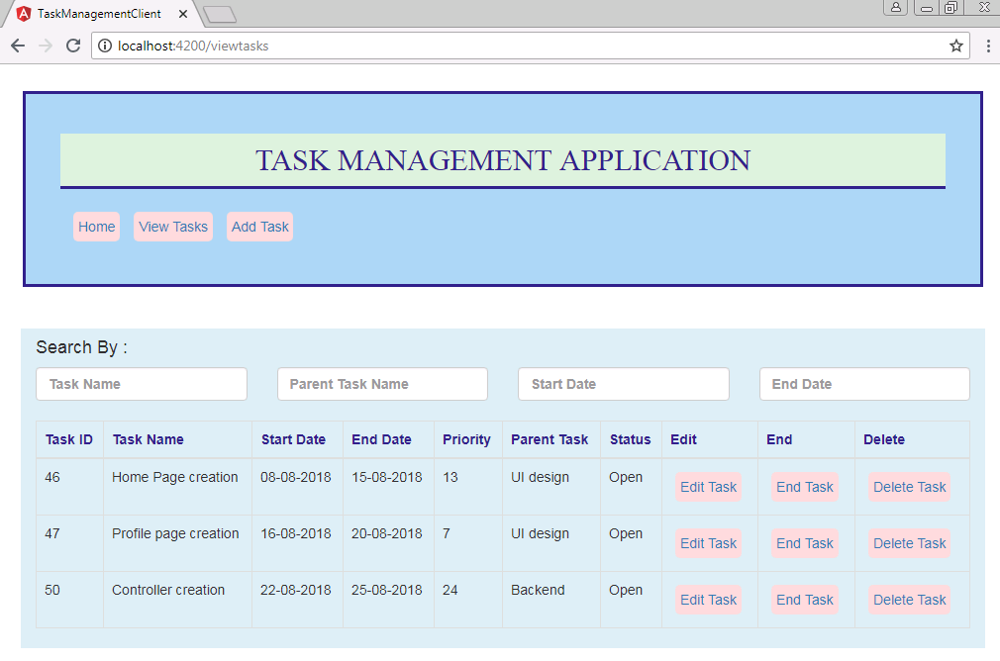 TaskManagementClient
localhost:4200/viewtasks
TASK MANAGEMENT APPLICATION
Home View Tasks Add Task
Search By :
Task Name Parent Task Name Start Date End Date
Task ID Task Name Start Date End Date Priority Parent Task Status Edit End Delete
46 Home Page creation 08-08-2018 15-08-2018 13 UI design Open Edit Task End Task Delete Task
47 Profile page creation 16-08-2018 20-08-2018 7 UI design Open Edit Task End Task Delete Task
50 Controller creation 22-08-2018 25-08-2018 24 Backend Open Edit Task End Task Delete Task